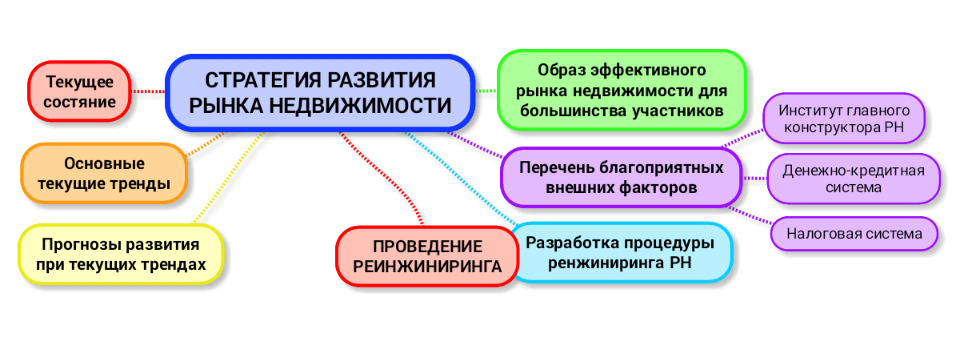 СТРАТЕГИЯ РАЗВИТИЯ
РЫНКА НЕДВИЖИМОСТИ
Текущее
состяние
Основные
текущие тренды
Прогнозы развития
при текущих трендах
Образ эффективного
рынка недвижимости для
большинства участников
Перечень благоприятных
внешних факторов
Институт главного
конструктора РН
Денежно-кредитная
система
Налоговая система
ПРОВЕДЕНИЕ
РЕИНЖИНИРИНГА
Разработка процедуры
ренжиниринга РН